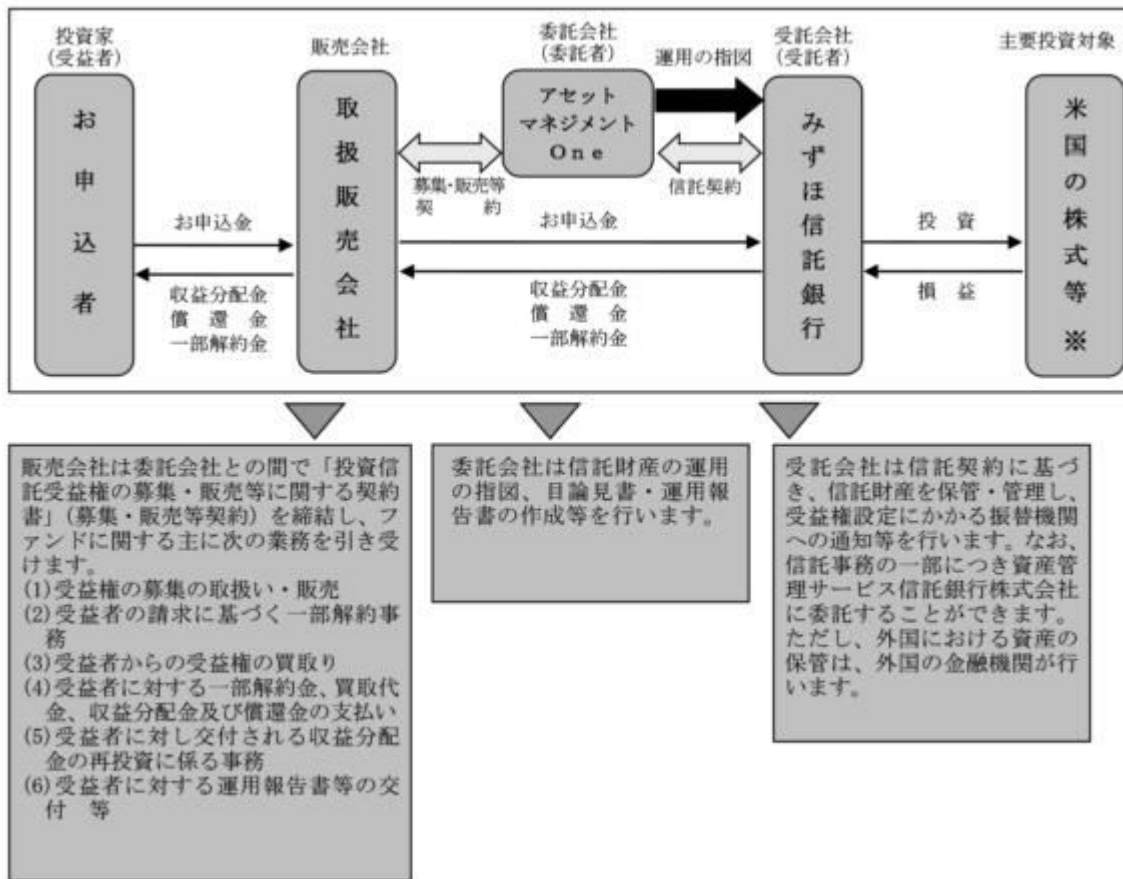 投資家
(受益者)
販売会社
委託会社
(委託者)
運用の指図
受託会社
(受託者)
主要投資対象
お申込者
取扱販売会社
アセット
マネジメント
One
みずほ信託銀行
米国の株式等※
募集・販売等
契　約
信託契約
お申込金
お申込金
投　資
収益分配金
償　還　金
一部解約金
収益分配金
償　還　金
一部解約金
損　益
販売会社は委託会社との間で「投資信
託受益権の募集・販売等に関する契約
書」(募集・販売等契約）を締結し、フ
ァンドに関する主に次の業務を引き受
けます。
(1)受益権の募集の取扱い・販売
(2)受益者の請求に基づく一部解約事
務
(3)受益者からの受益権の買取り
(4)受益者に対する一部解約金、買取代
金、収益分配金及び償還金の支払い
(5)受益者に対し交付される収益分配
金の再投資に係る事務
(6)受益者に対する運用報告書等の交
付　等
委託会社は信託財産の運用
の指図、目論見書・運用報
告書の作成等を行います。
受託会社は信託契約に基づ
き、信託財産を保管・管理し、
受益権設定にかかる振替機関
への通知等を行います。なお、
信託事務の一部につき資産管
理サービス信託銀行株式会社
に委託することができます。
ただし、外国における資産の
保管は、外国の金融機関が行
います。